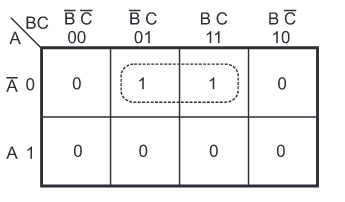 BC B̅ C̅ B̅ C B C B C̅
A 00 01 11 10
A̅ 0 0 1 1 0
A 1 0 0 0 0